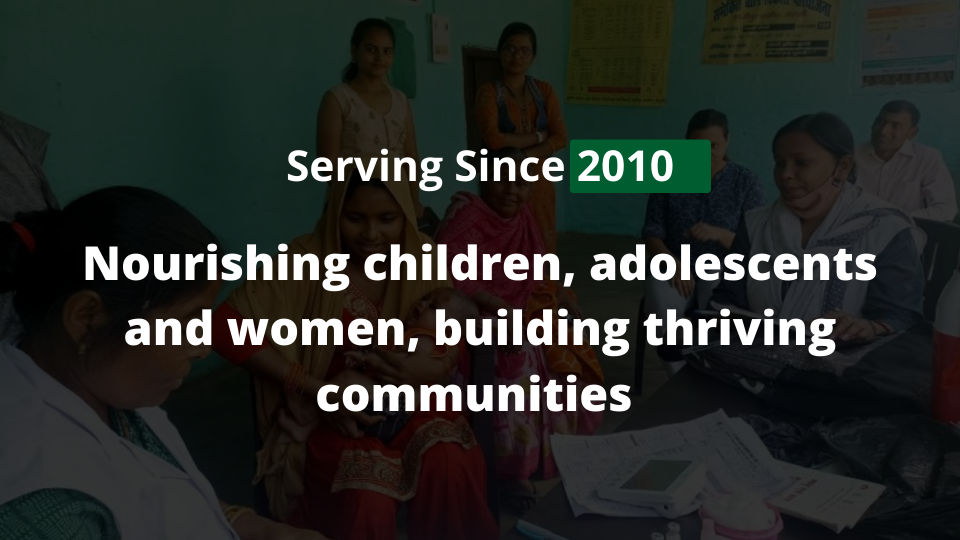 Serving Since 2010
Nourishing children, adolescents
and women, building thriving
communities